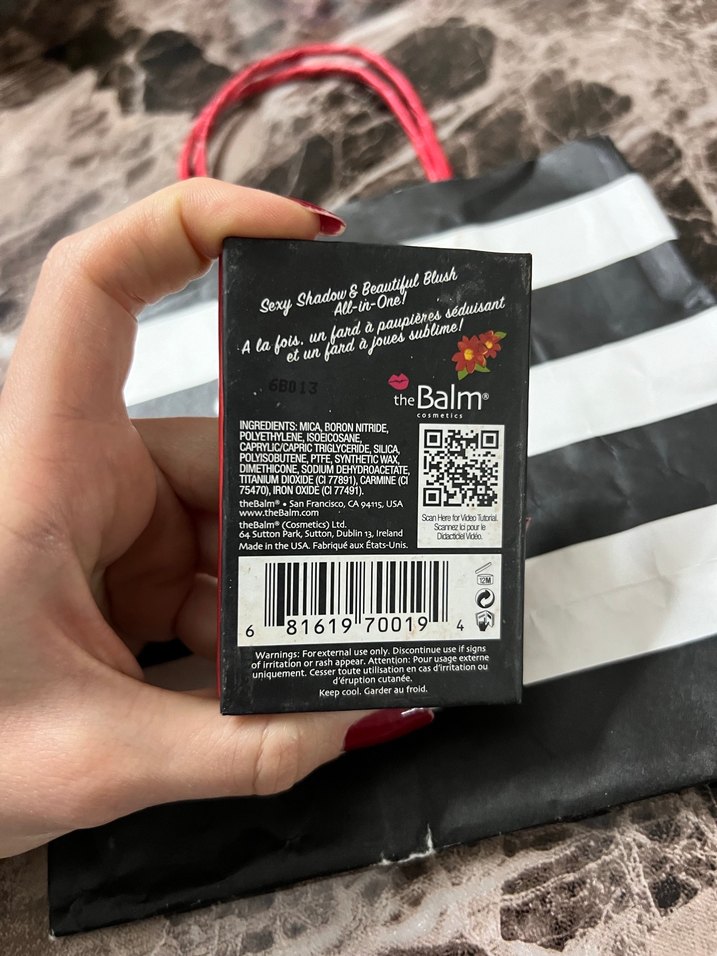 Sexy Shadow & Beautiful Blush
All-in-One!
A la fois, un fard à paupières séduisant
et un fard à joues sublime!
6B013
theBalm®
cosmetics
INGREDIENTS: MICA, BORON NITRIDE,
POLYETHYLENE, ISOEICOSANE,
CAPRYLIC/CAPRIC TRIGLYCERIDE, SILICA,
POLYISOBUTENE, PTFE, SYNTHETIC WAX,
DIMETHICONE, SODIUM DEHYDROACETATE,
TITANIUM DIOXIDE (CI 77891), CARMINE (CI
75470), IRON OXIDE (CI 77491).
theBalm® • San Francisco, CA 94115, USA
www.theBalm.com
theBalm® (Cosmetics) Ltd.
64 Sutton Park, Sutton, Dublin 13, Ireland
Made in the USA. Fabriqué aux États-Unis.
Scan Here for Video Tutorial.
Scannez Ici pour le
Didacticiel Vidéo.
12M
6 81619 70019 4
Warnings: For external use only. Discontinue use if signs
of irritation or rash appear. Attention: Pour usage externe
uniquement. Cesser toute utilisation en cas d'irritation ou
d'éruption cutanée.
Keep cool. Garder au froid.